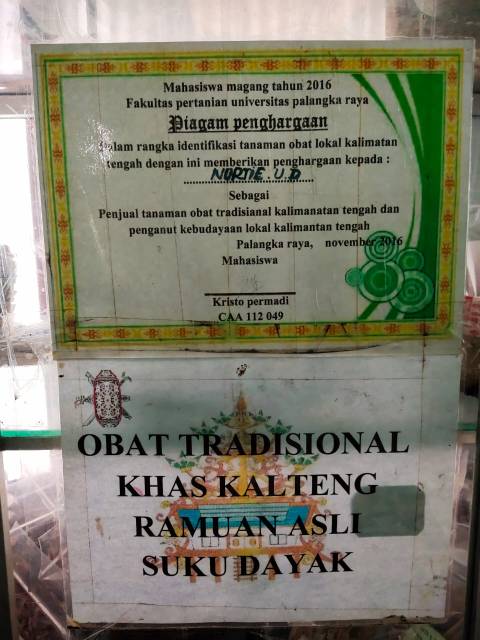 Mahasiswa magang tahun 2016
Fakultas pertanian universitas palangka raya
Piagam penghargaan
Dalam rangka identifikasi tanaman obat lokal kalimatan
tengah dengan ini memberikan penghargaan kepada :
NORTIE. U. D
Sebagai
Penjual tanaman obat tradisianal kalimanatan tengah dan
penganut kebudayaan lokal kalimantan tengah
Palangka raya, november 2016
Mahasiswa
Kristo permadi
CAA 112 049
OBAT TRADISIONAL
KHAS KALTENG
RAMUAN ASLI
SUKU DAYAK